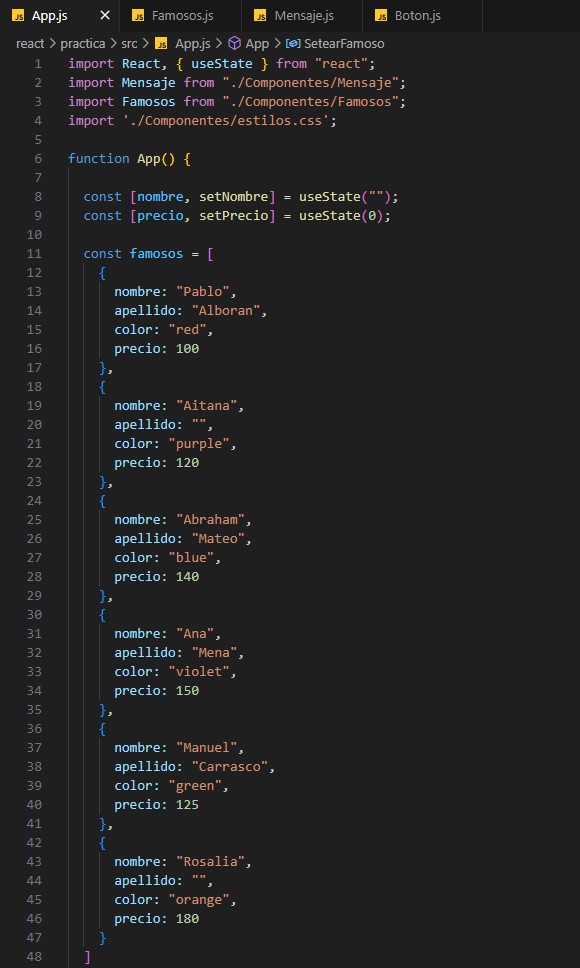 JS App.js × JS Famosos.js JS Mensaje.js JS Boton.js
react > practica > src > JS App.js > App > SetearFamoso
1 import React, { useState } from "react";
2 import Mensaje from "./Componentes/Mensaje";
3 import Famosos from "./Componentes/Famosos";
4 import './Componentes/estilos.css';
5
6 function App() {
7
8 const [nombre, setNombre] = useState("");
9 const [precio, setPrecio] = useState(0);
10
11 const famosos = [
12 {
13 nombre: "Pablo",
14 apellido: "Alboran",
15 color: "red",
16 precio: 100
17 },
18 {
19 nombre: "Aitana",
20 apellido: "",
21 color: "purple",
22 precio: 120
23 },
24 {
25 nombre: "Abraham",
26 apellido: "Mateo",
27 color: "blue",
28 precio: 140
29 },
30 {
31 nombre: "Ana",
32 apellido: "Mena",
33 color: "violet",
34 precio: 150
35 },
36 {
37 nombre: "Manuel",
38 apellido: "Carrasco",
39 color: "green",
40 precio: 125
41 },
42 {
43 nombre: "Rosalia",
44 apellido: "",
45 color: "orange",
46 precio: 180
47 }
48 ]